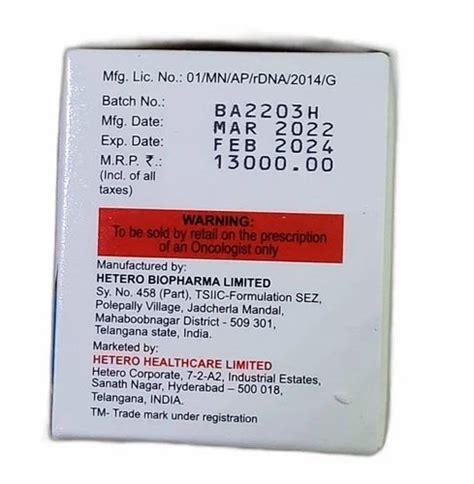 Mfg. Lic. No.: 01/MN/AP/rDNA/2014/G
Batch No.: BA2203H
Mfg. Date: MAR 2022
Exp. Date: FEB 2024
M.R.P. ₹.: 13000.00
(Incl. of all
taxes)
WARNING:
To be sold by retail on the prescription
of an Oncologist only
Manufactured by:
HETERO BIOPHARMA LIMITED
Sy. No. 458 (Part), TSIIC-Formulation SEZ,
Polepally Village, Jadcherla Mandal,
Mahaboobnagar District - 509 301,
Telangana state, India.
Marketed by:
HETERO HEALTHCARE LIMITED
Hetero Corporate, 7-2-A2, Industrial Estates,
Sanath Nagar, Hyderabad – 500 018,
Telangana, INDIA.
TM- Trade mark under registration